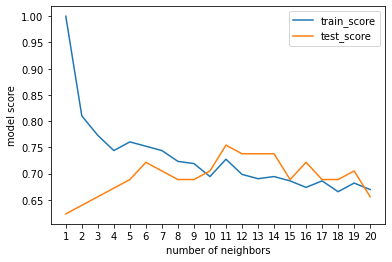 train_score
test_score
model score
1.00
0.95
0.90
0.85
0.80
0.75
0.70
0.65
1 2 3 4 5 6 7 8 9 10 11 12 13 14 15 16 17 18 19 20
number of neighbors